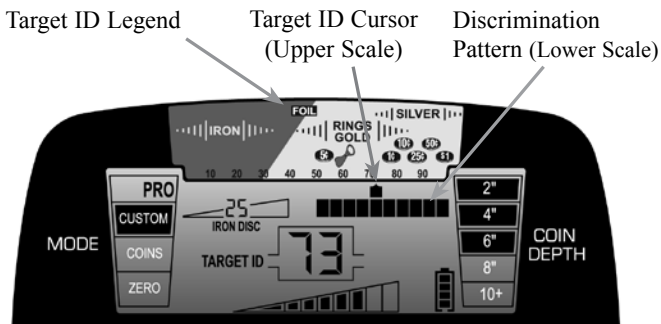 Target ID Legend
Target ID Cursor
(Upper Scale)
Discrimination
Pattern (Lower Scale)
FOIL
IRON
RINGS
GOLD
SILVER
10¢ 50¢
5¢ 1¢ 25¢ $1
10 20 30 40 50 60 70 80 90
PRO
CUSTOM
COINS
ZERO
MODE
25
IRON DISC
TARGET ID
73
2"
4"
6"
8"
10+
COIN
DEPTH